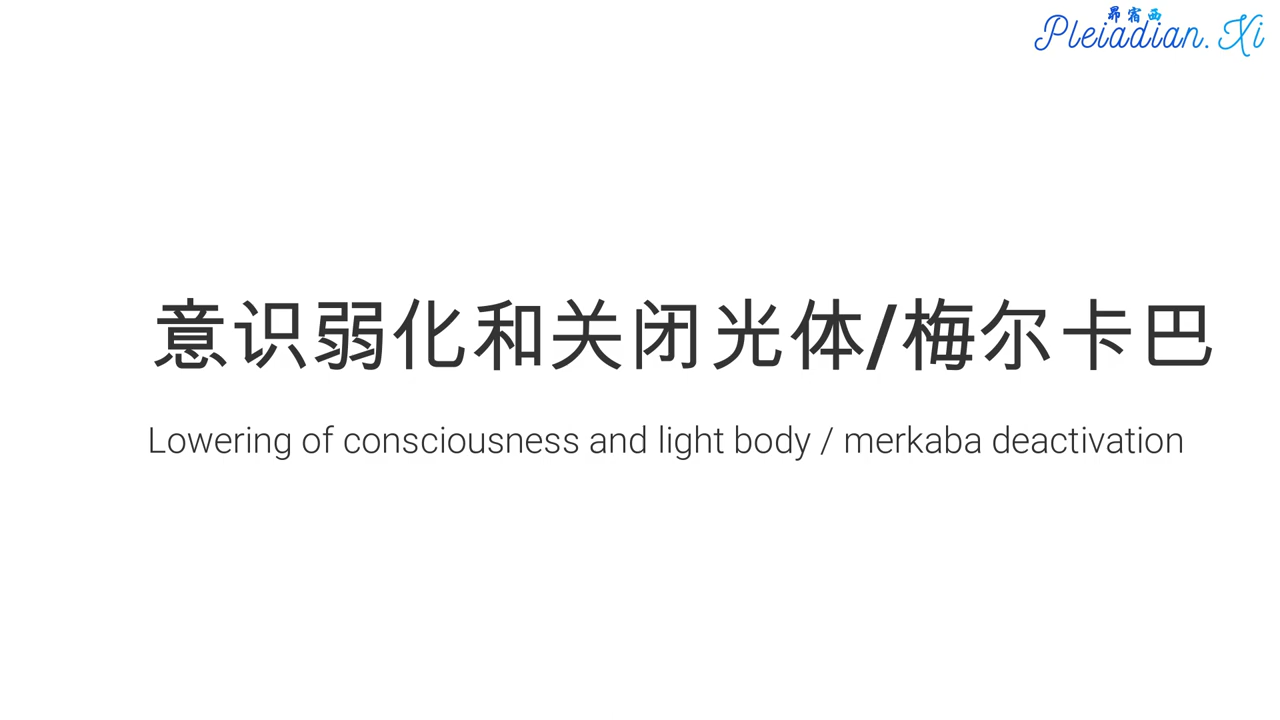 昴宿西
Pleiadian. Xi
意识弱化和关闭光体/梅尔卡巴
Lowering of consciousness and light body / merkaba deactivation